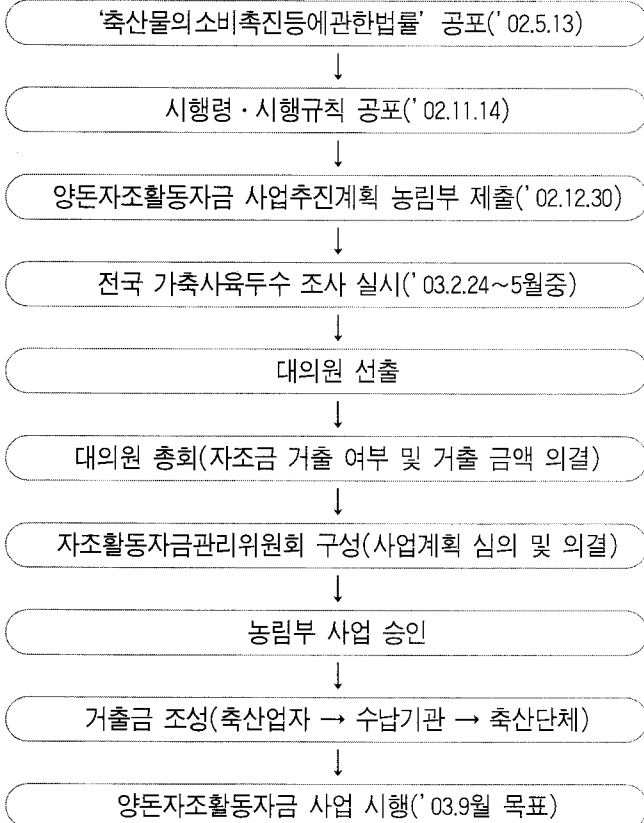 ‘축산물의소비촉진등에관한법률’ 공포(’02.5.13)
↓
시행령·시행규칙 공포(’02.11.14)
↓
양돈자조활동자금 사업추진계획 농림부 제출(’02.12.30)
↓
전국 가축사육두수 조사 실시(’03.2.24~5월중)
↓
대의원 선출
↓
대의원 총회(자조금 거출 여부 및 거출 금액 의결)
↓
자조활동자금관리위원회 구성(사업계획 심의 및 의결)
↓
농림부 사업 승인
↓
거출금 조성(축산업자 → 수납기관 → 축산단체)
↓
양돈자조활동자금 사업 시행(’03.9월 목표)